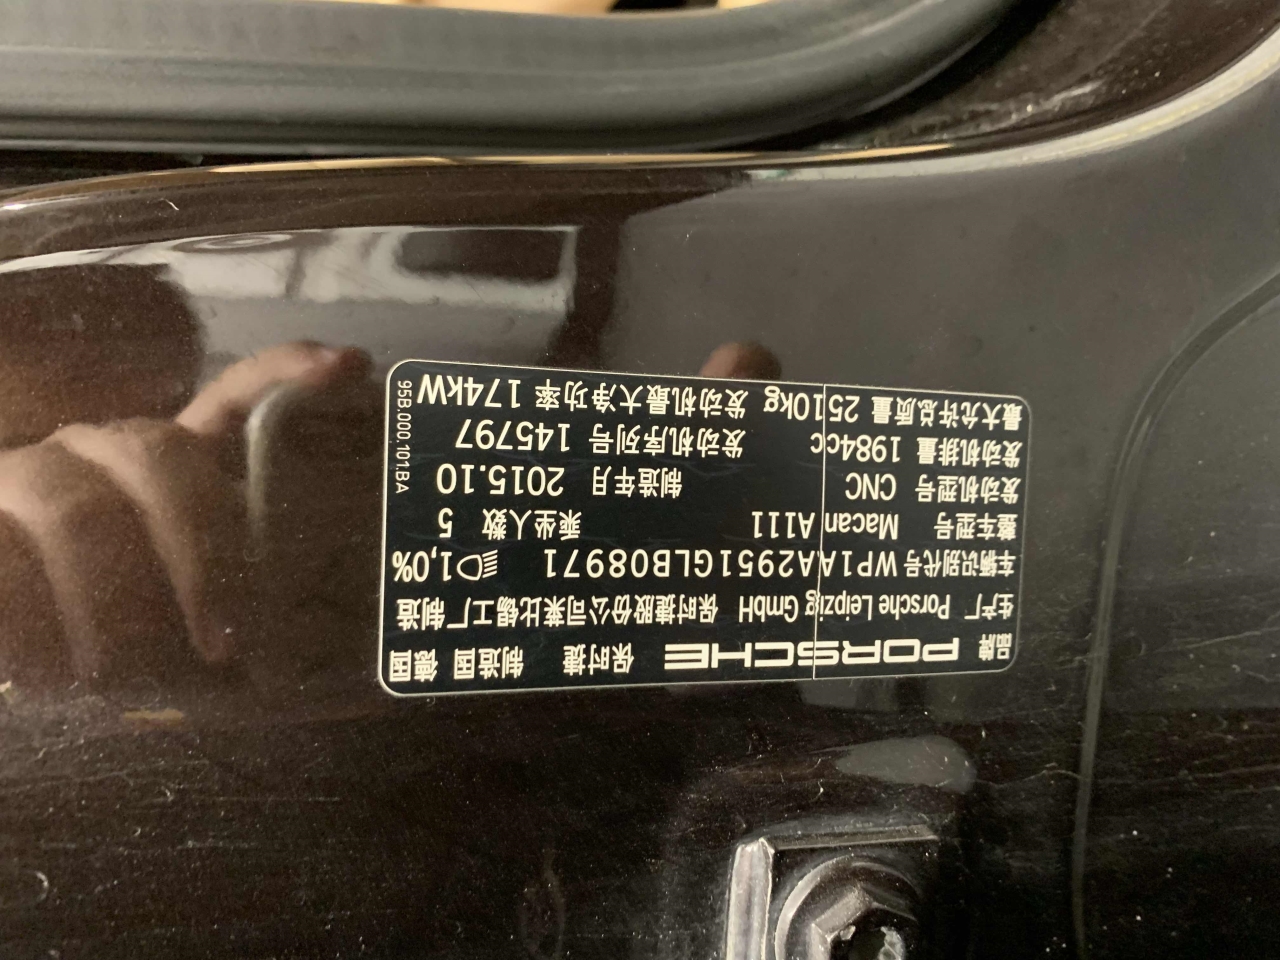 品牌 PORSCHE 保时捷 制造国 德国
生产厂 Porsche Leipzig GmbH 保时捷股份公司莱比锡工厂制造
车辆识别代号 WP1AA2951GLB08971 1,0%
整车型号 Macan A111 乘坐人数 5
发动机型号 CNC 制造年月 2015.10
发动机排量 1984cc 发动机序列号 145797
最大允许总质量 2510kg 发动机最大净功率 174kW
95B.000.101.BA